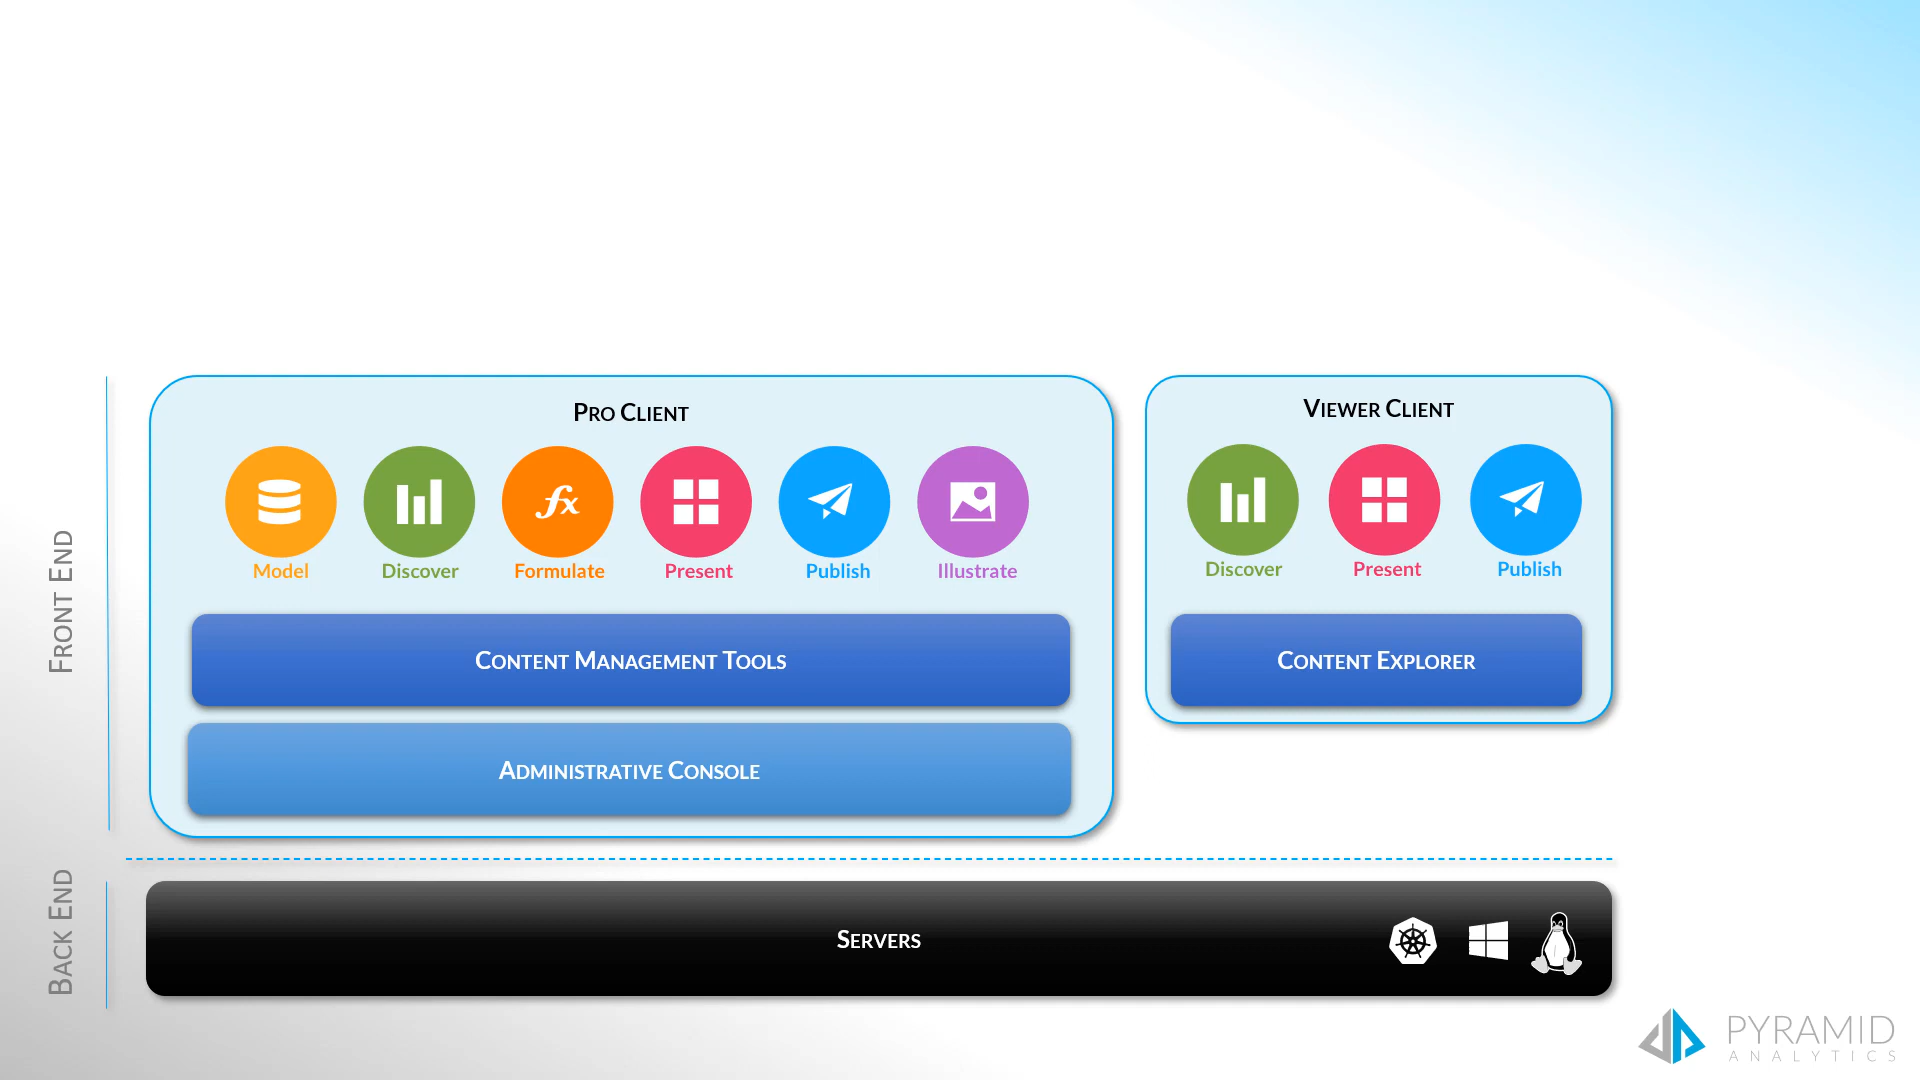 FRONT END
PRO CLIENT
Model
Discover
Formulate
Present
Publish
Illustrate
CONTENT MANAGEMENT TOOLS
ADMINISTRATIVE CONSOLE
VIEWER CLIENT
Discover
Present
Publish
CONTENT EXPLORER
BACK END
SERVERS
PYRAMID
ANALYTICS